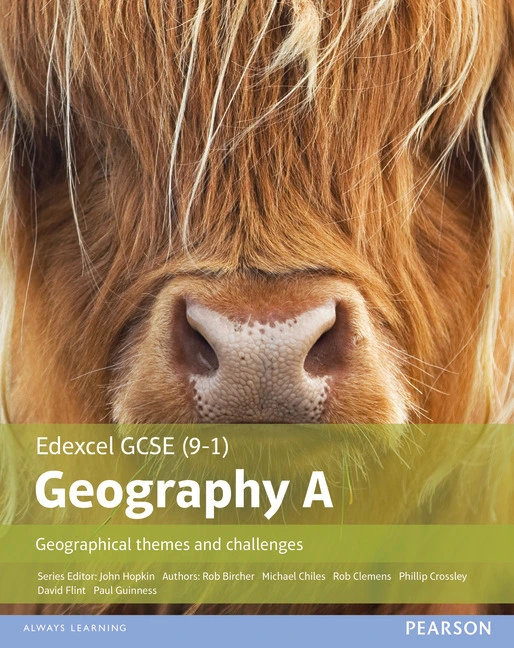 Edexcel GCSE (9-1)
Geography A
Geographical themes and challenges
Series Editor: John Hopkin Authors: Rob Bircher Michael Chiles Rob Clemens Phillip Crossley
David Flint Paul Guinness
ALWAYS LEARNING PEARSON